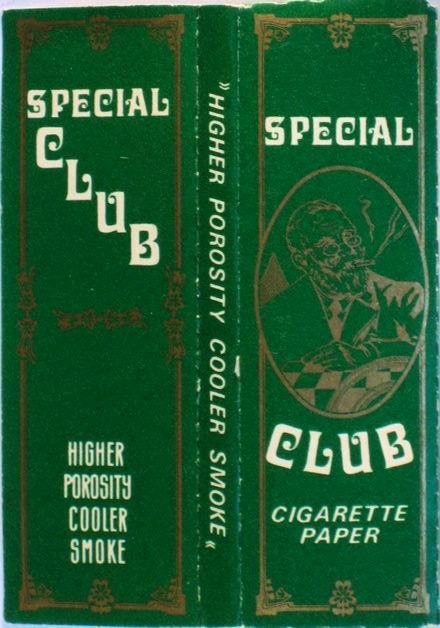 SPECIAL
CLUB
HIGHER
POROSITY
COOLER
SMOKE
»HIGHER POROSITY COOLER SMOKE«
SPECIAL
CLUB
CIGARETTE
PAPER